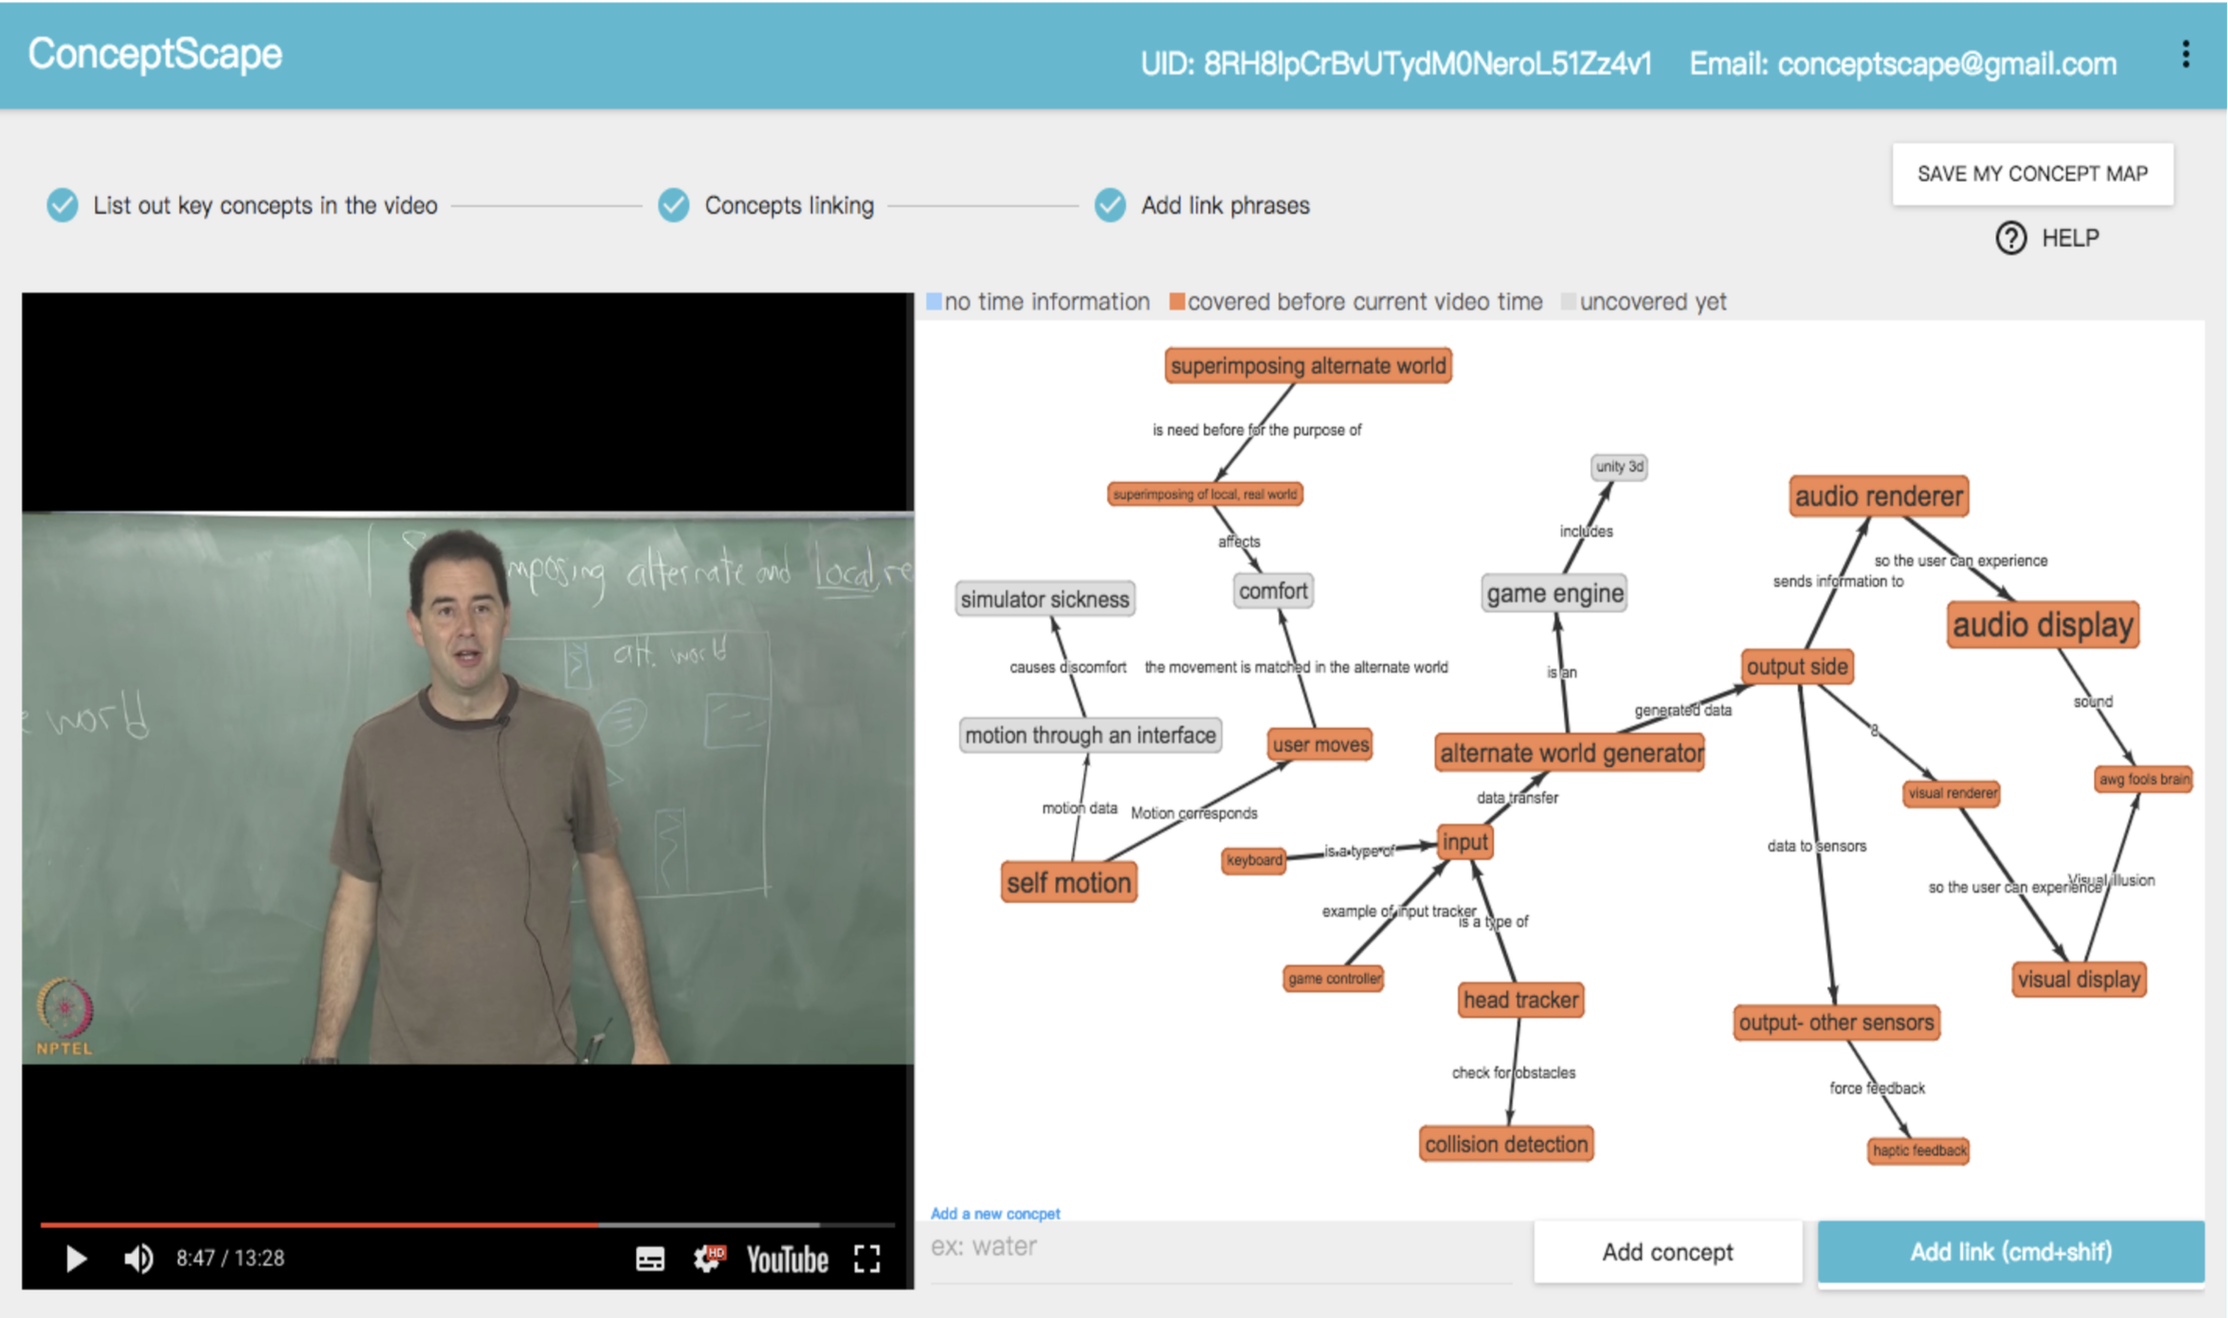 ConceptScape
UID: 8RH8IpCrBvUTydM0NeroL51Zz4v1 Email: conceptscape@gmail.com
SAVE MY CONCEPT MAP
List out key concepts in the video
Concepts linking
Add link phrases
HELP
no time information
covered before current video time
uncovered yet
superimposing alternate world
is need before for the purpose of
unity 3d
superimposing of local, real world
audio renderer
includes
affects
so the user can experience
sends information to
simulator sickness
comfort
game engine
audio display
causes discomfort
the movement is matched in the alternate world
is an
output side
sound
generated data
motion through an interface
user moves
alternate world generator
8
awg fools brain
visual renderer
motion data
Motion corresponds
data transfer
input
keyboard
is a type of
data to sensors
self motion
so the user can experience
Visual illusion
example of input tracker
is a type of
game controller
head tracker
visual display
output- other sensors
check for obstacles
force feedback
collision detection
haptic feedback
mposing alternate and local, re
alt. world
world
NPTEL
8:47 / 13:28
HD
YouTube
Add a new concpet
ex: water
Add concept
Add link (cmd+shif)